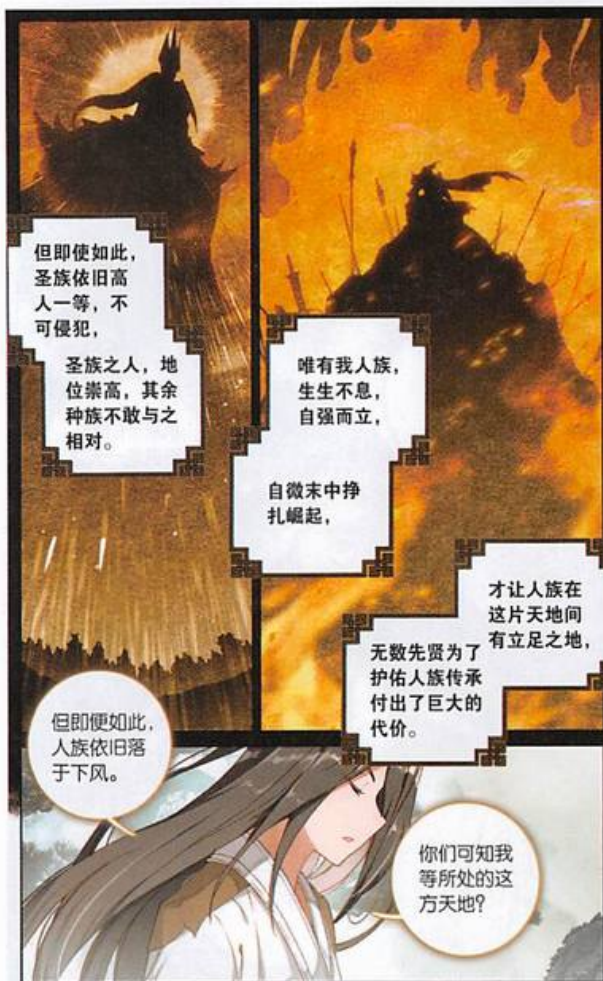 但即使如此，
圣族依旧高
人一等，不
可侵犯，
圣族之人，地
位崇高，其余
种族不敢与之
相对。
唯有我人族，
生生不息，
自强而立，
自微末中挣
扎崛起，
才让人族在
这片天地间
有立足之地，
无数先贤为了
护佑人族传承
付出了巨大的
代价。
但即便如此，
人族依旧落
于下风。
你们可知我
等所处的这
方天地？